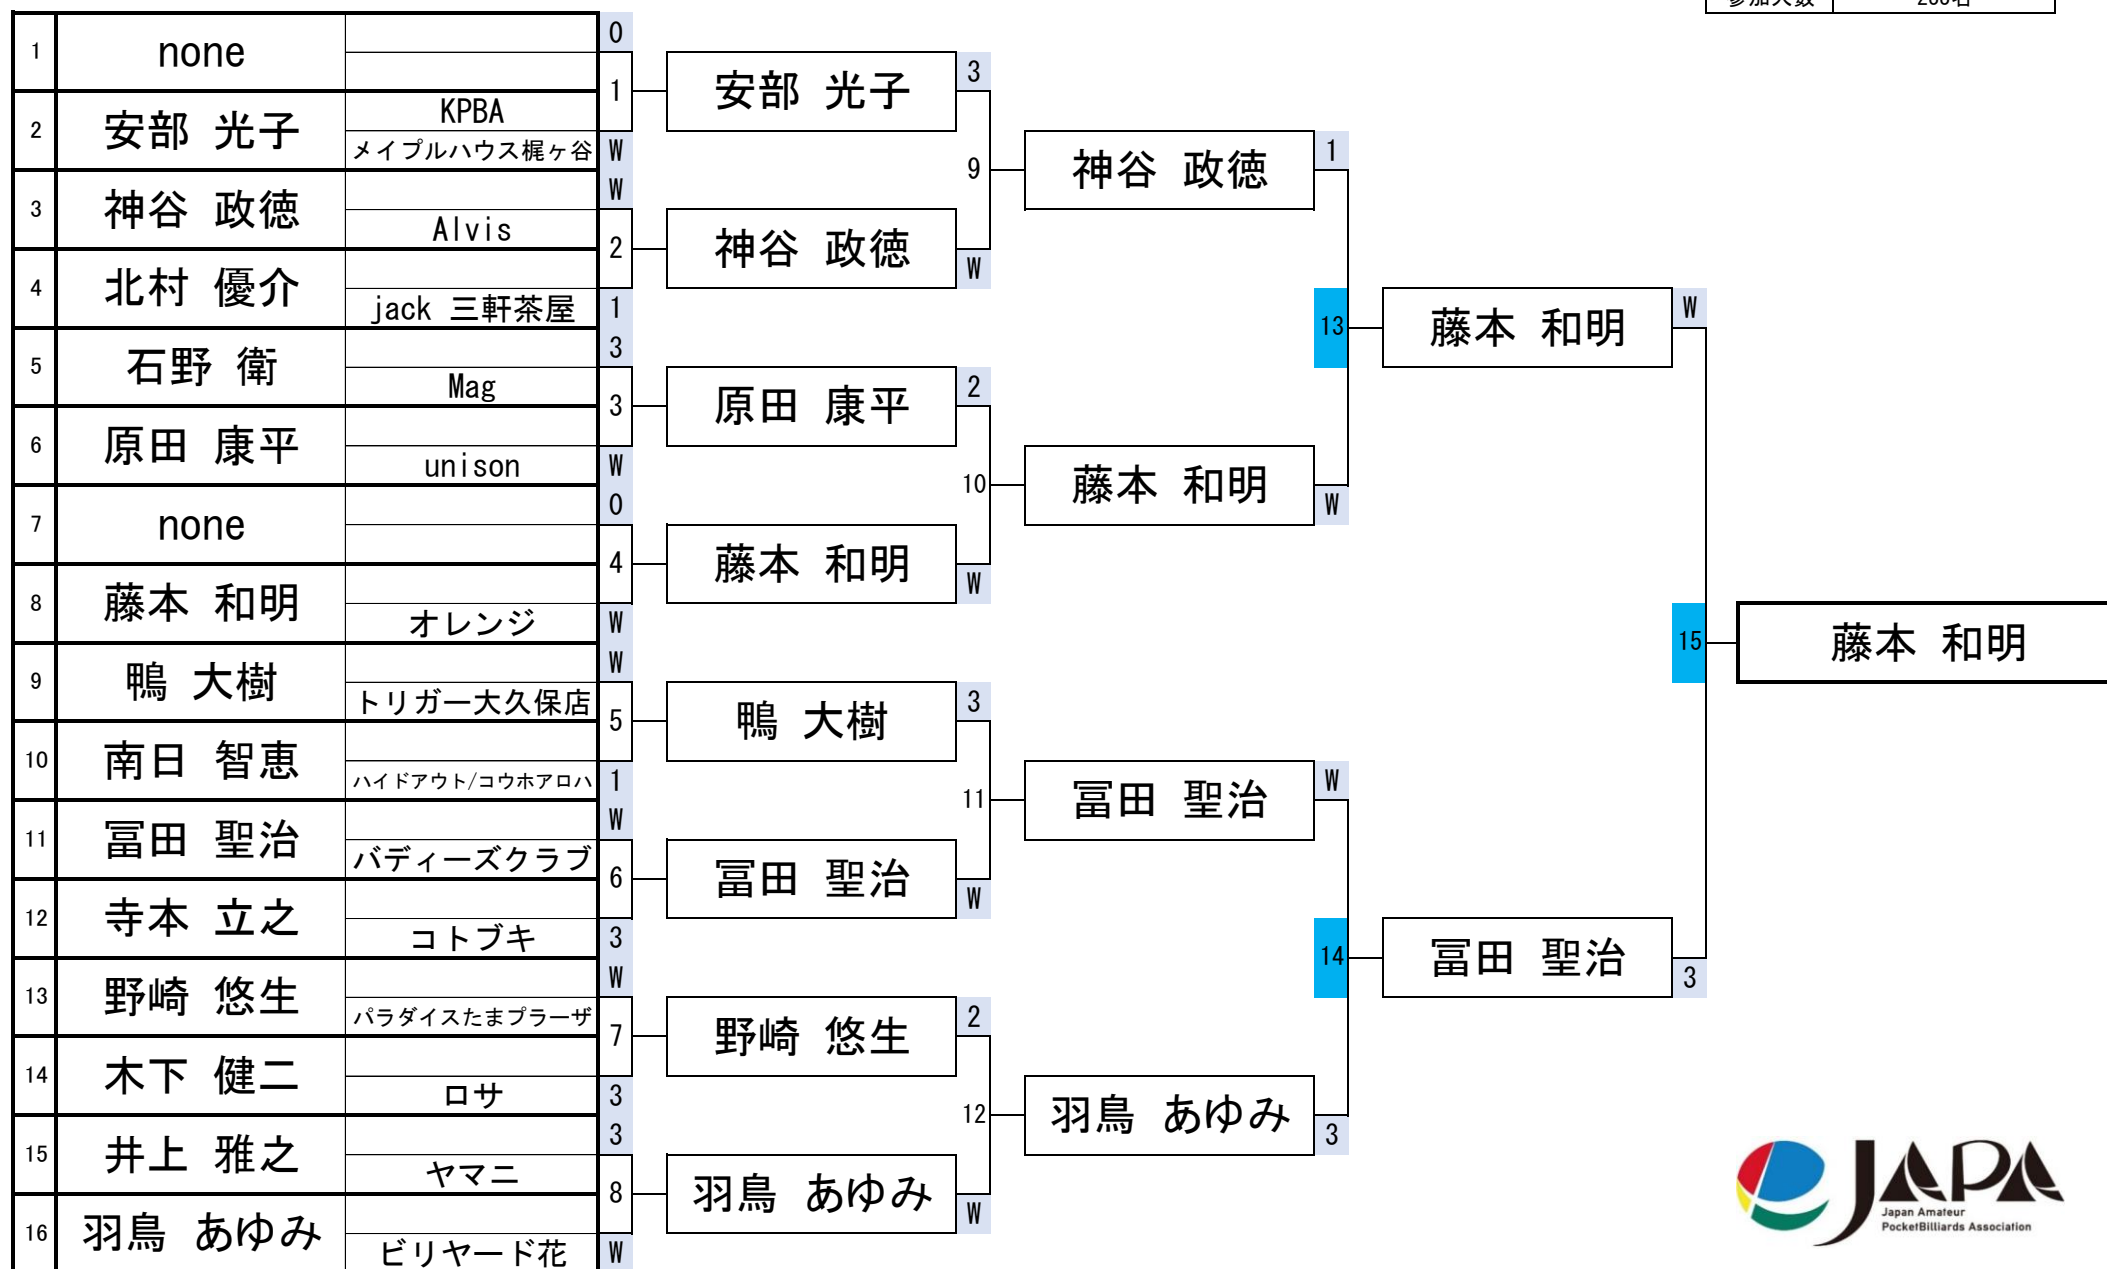 1 none 0
2 安部 光子 KPBA
メイプルハウス梶ヶ谷 W
1
3 神谷 政徳 W
Alvis
2
4 北村 優介
jack 三軒茶屋 1
5 石野 衛 3
Mag
3
6 原田 康平
unison W
7 none 0
4
8 藤本 和明
オレンジ W
9 鴨 大樹 W
トリガー大久保店
5
10 南日 智恵
ハイドアウト/コウホアロハ 1
11 冨田 聖治 W
バディーズクラブ
6
12 寺本 立之
コトブキ 3
13 野崎 悠生 W
パラダイスたまプラーザ
7
14 木下 健二
ロサ 3
15 井上 雅之 3
ヤマニ
8
16 羽鳥 あゆみ
ビリヤード花 W
安部 光子 3
9
神谷 政徳 W
原田 康平 2
10
藤本 和明 W
鴨 大樹 3
11
冨田 聖治 W
野崎 悠生 2
12
羽鳥 あゆみ W
神谷 政徳 1
13
藤本 和明 W
冨田 聖治 W
14
羽鳥 あゆみ 3
藤本 和明 W
15
冨田 聖治 3
藤本 和明
JAPA
Japan Amateur
PocketBilliards Association